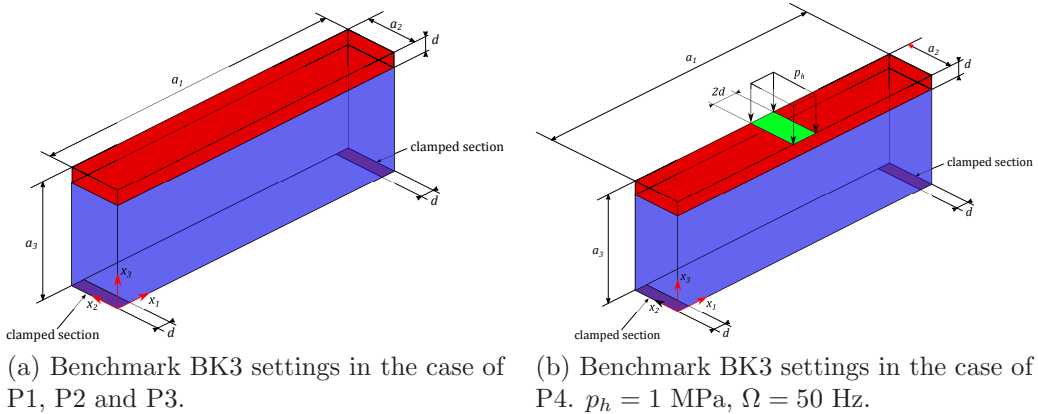 a₂
d
a₁
clamped section
d
a₃
x₃
x₂
x₁
clamped section
d
a₂
d
a₁
pₕ
2d
clamped section
d
a₃
x₃
x₂
x₁
clamped section
d
(a) Benchmark BK3 settings in the case of
P1, P2 and P3.
(b) Benchmark BK3 settings in the case of
P4. pₕ = 1 MPa, Ω = 50 Hz.